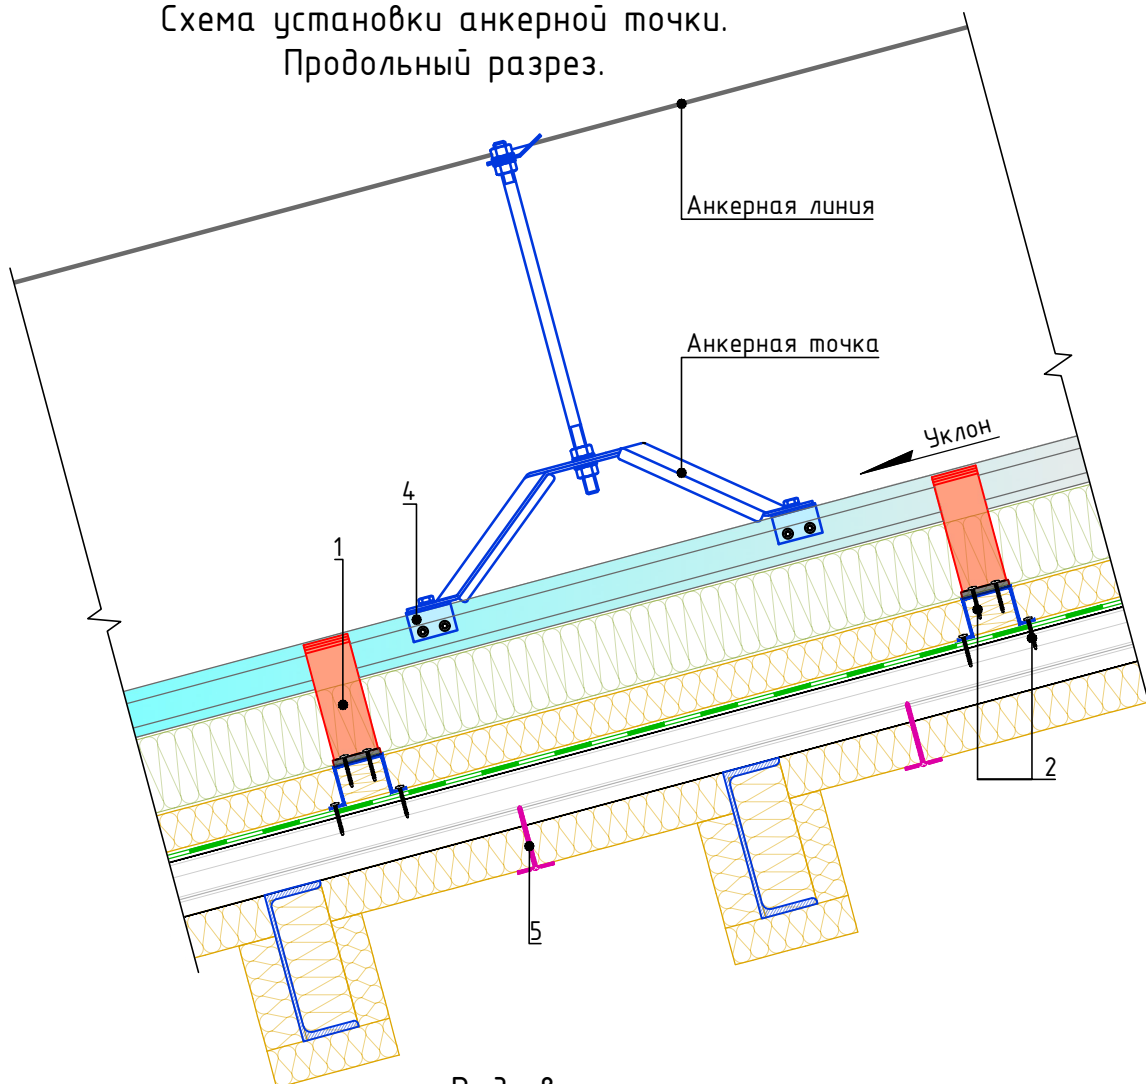 Схема установки анкерной точки.
Продольный разрез.
Анкерная линия
Анкерная точка
Уклон
4
1
2
5